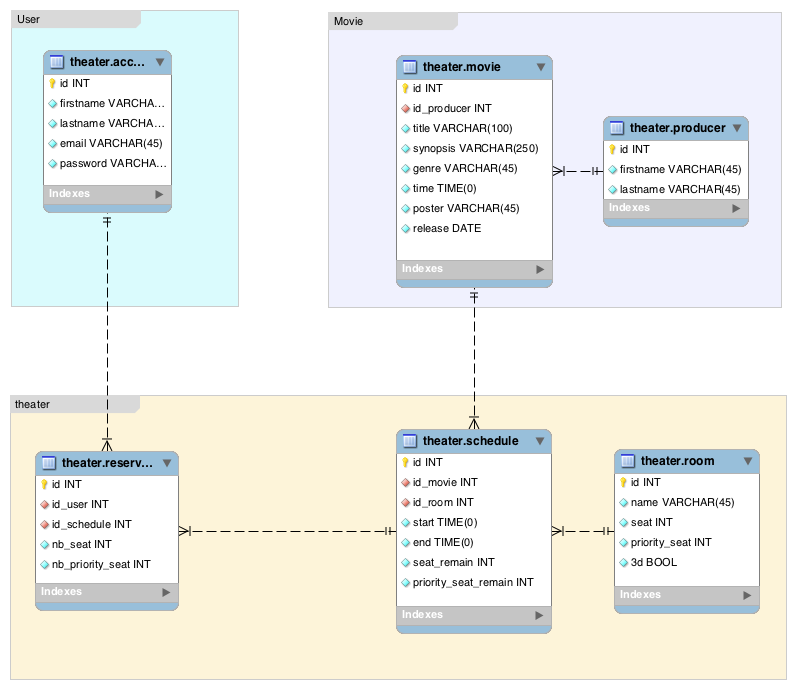 User
theater.acc...
id INT
firstname VARCHA...
lastname VARCHA...
email VARCHAR(45)
password VARCHA...
Indexes
Movie
theater.movie
id INT
id_producer INT
title VARCHAR(100)
synopsis VARCHAR(250)
genre VARCHAR(45)
time TIME(0)
poster VARCHAR(45)
release DATE
Indexes
theater.producer
id INT
firstname VARCHAR(45)
lastname VARCHAR(45)
Indexes
theater
theater.reserv...
id INT
id_user INT
id_schedule INT
nb_seat INT
nb_priority_seat INT
Indexes
theater.schedule
id INT
id_movie INT
id_room INT
start TIME(0)
end TIME(0)
seat_remain INT
priority_seat_remain INT
Indexes
theater.room
id INT
name VARCHAR(45)
seat INT
priority_seat INT
3d BOOL
Indexes